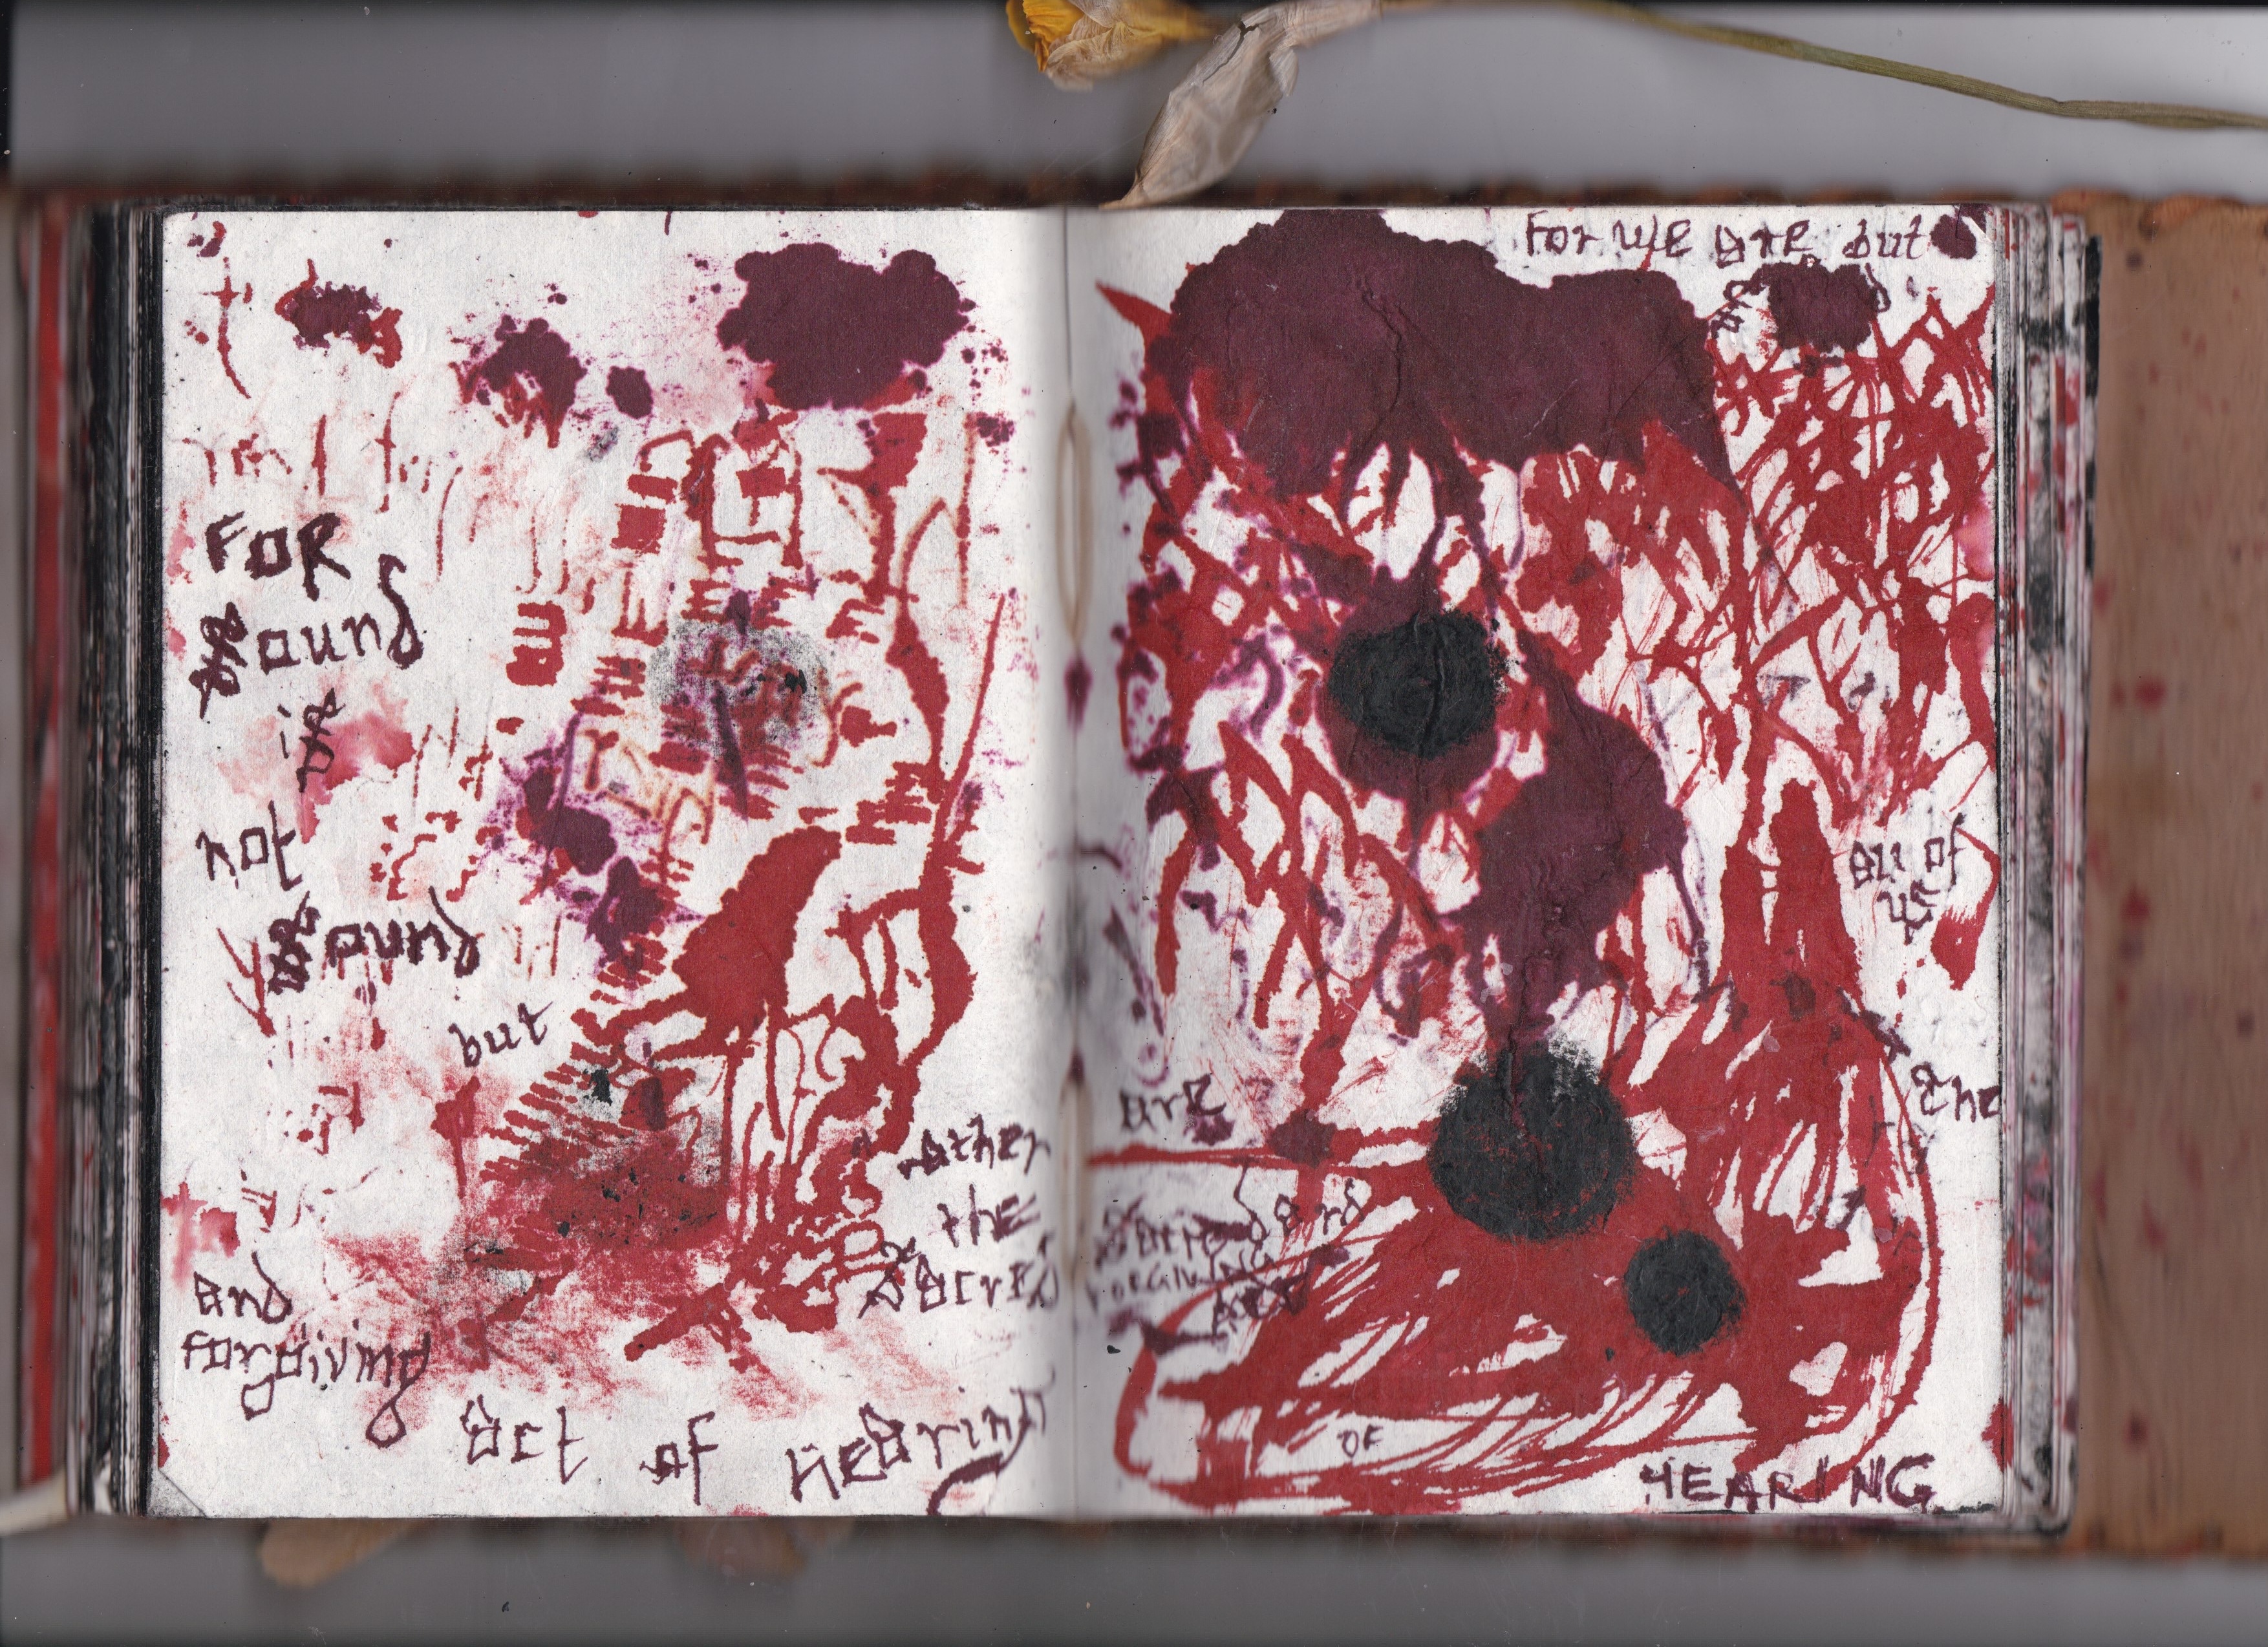 FOR
sound
is
not
sound
but
rather
the
sacred
and
forgiving
act of HEARING
For we are but
all of
us
are
the
sacred and
FORGIVING
act
OF
HEARING